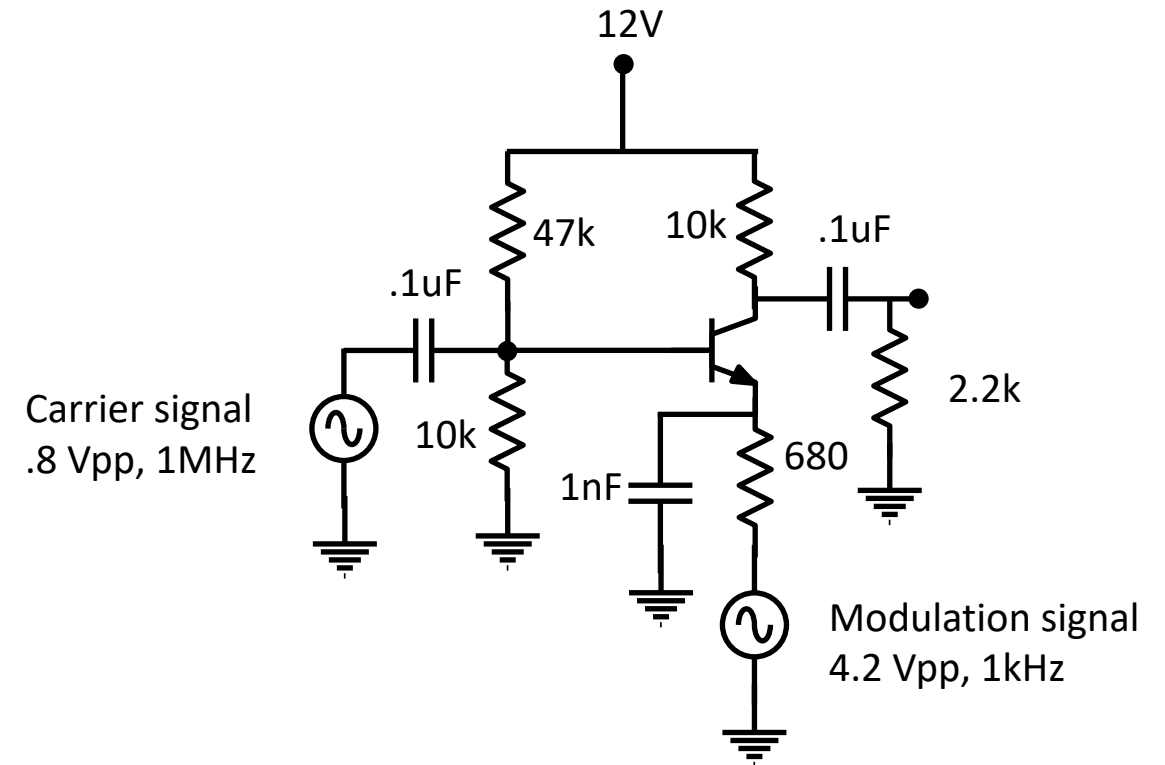 12V
47k
10k
.1uF
.1uF
Carrier signal
.8 Vpp, 1MHz
10k
2.2k
680
1nF
Modulation signal
4.2 Vpp, 1kHz